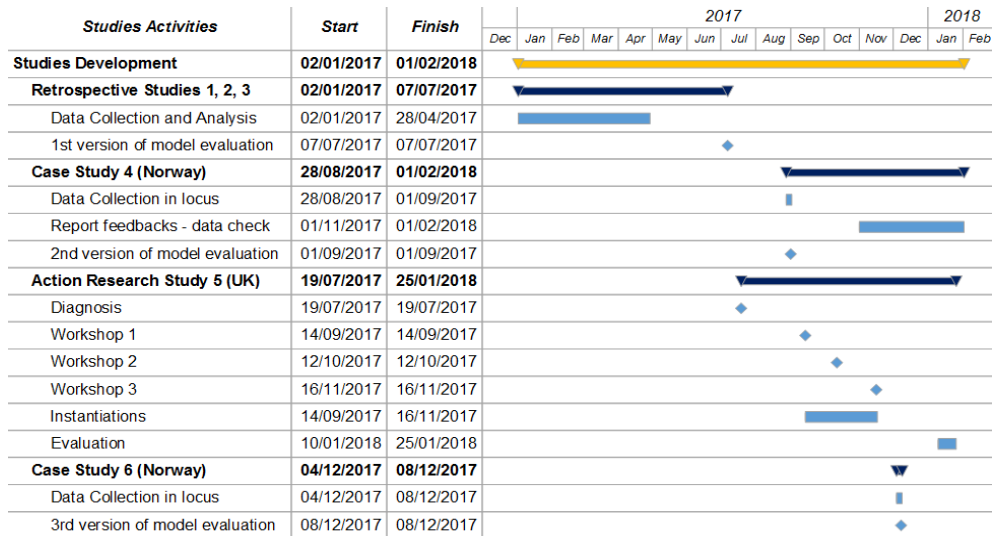 2017 2018
Studies Activities Start Finish
Dec Jan Feb Mar Apr May Jun Jul Aug Sep Oct Nov Dec Jan Feb
Studies Development 02/01/2017 01/02/2018
Retrospective Studies 1, 2, 3 02/01/2017 07/07/2017
Data Collection and Analysis 02/01/2017 28/04/2017
1st version of model evaluation 07/07/2017 07/07/2017
Case Study 4 (Norway) 28/08/2017 01/02/2018
Data Collection in locus 28/08/2017 01/09/2017
Report feedbacks - data check 01/11/2017 01/02/2018
2nd version of model evaluation 01/09/2017 01/09/2017
Action Research Study 5 (UK) 19/07/2017 25/01/2018
Diagnosis 19/07/2017 19/07/2017
Workshop 1 14/09/2017 14/09/2017
Workshop 2 12/10/2017 12/10/2017
Workshop 3 16/11/2017 16/11/2017
Instantiations 14/09/2017 16/11/2017
Evaluation 10/01/2018 25/01/2018
Case Study 6 (Norway) 04/12/2017 08/12/2017
Data Collection in locus 04/12/2017 08/12/2017
3rd version of model evaluation 08/12/2017 08/12/2017